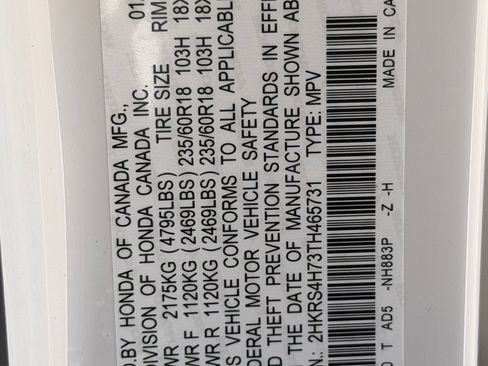 D.BY HONDA OF CANADA MFG., 01
DIVISION OF HONDA CANADA INC.
WR 2175KG (4795LBS) TIRE SIZE RIM
WR F 1120KG (2469LBS) 235/60R18 103H 18X
WR R 1120KG (2469LBS) 235/60R18 103H 18X
S VEHICLE CONFORMS TO ALL APPLICABL
DERAL MOTOR VEHICLE SAFETY
D THEFT PREVENTION STANDARDS IN EFF
THE DATE OF MANUFACTURE SHOWN AB
N.: 2HKRS4H73TH465731 TYPE: MPV
D T AD5 -NH883P -Z -H MADE IN CA